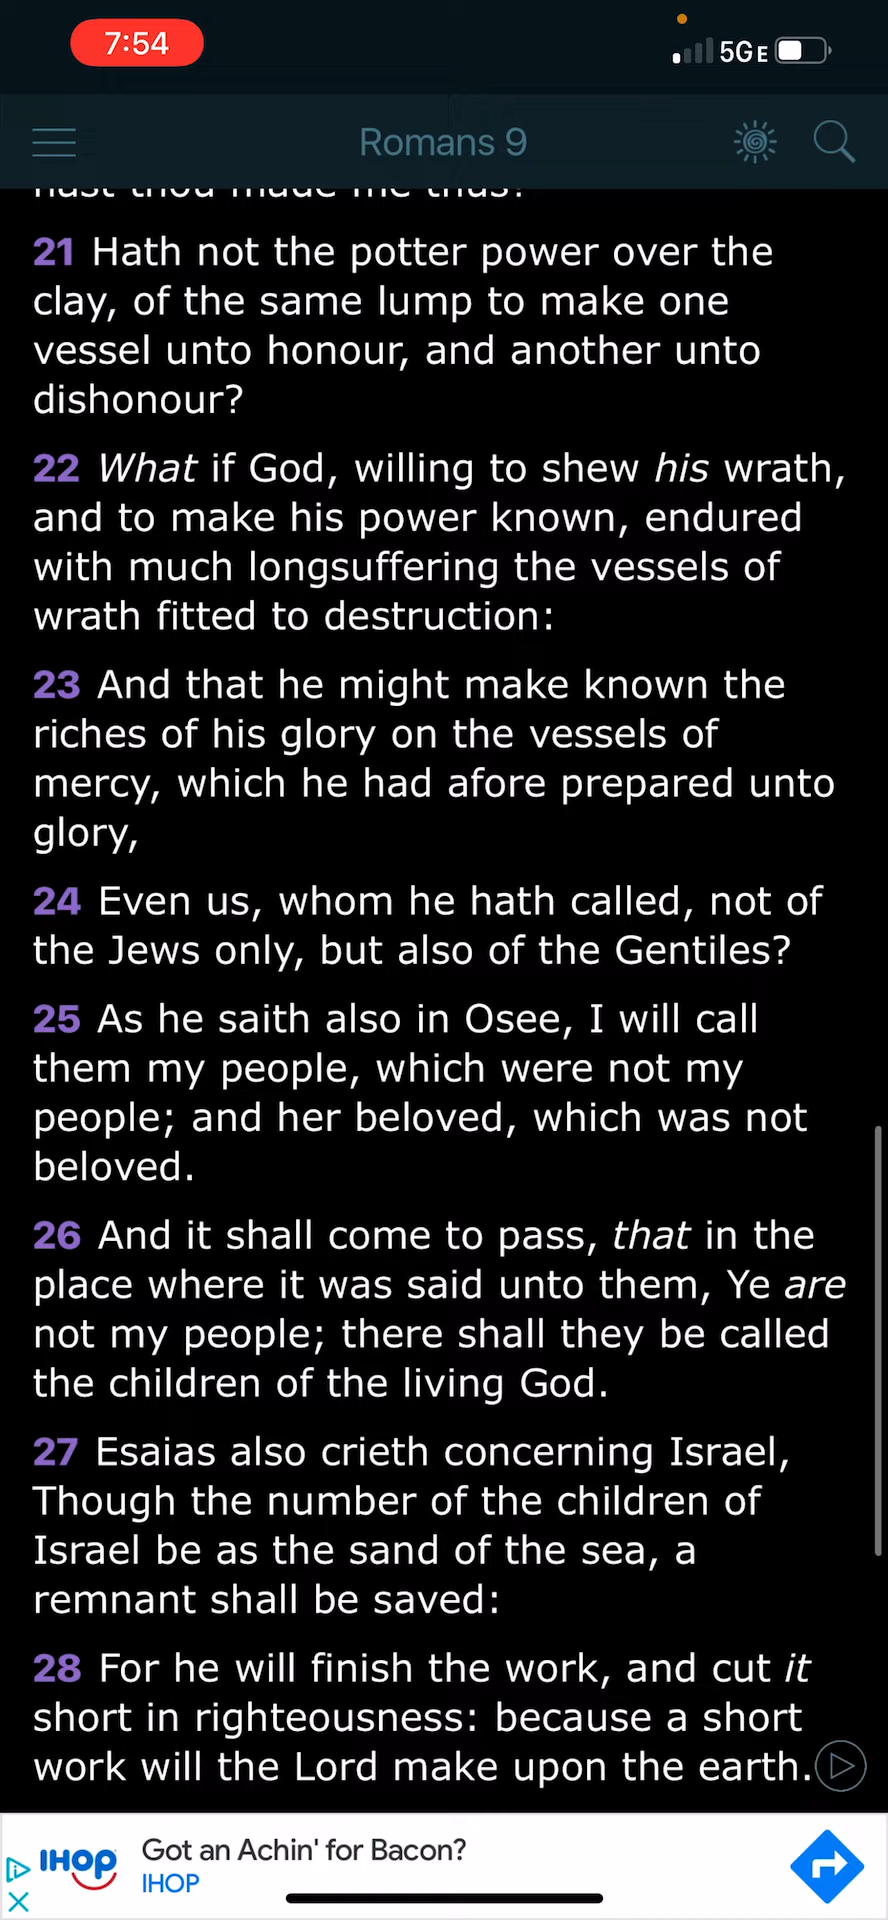 7:54
5GE
Romans 9
hast thou made me thus?
21 Hath not the potter power over the
clay, of the same lump to make one
vessel unto honour, and another unto
dishonour?
22 What if God, willing to shew his wrath,
and to make his power known, endured
with much longsuffering the vessels of
wrath fitted to destruction:
23 And that he might make known the
riches of his glory on the vessels of
mercy, which he had afore prepared unto
glory,
24 Even us, whom he hath called, not of
the Jews only, but also of the Gentiles?
25 As he saith also in Osee, I will call
them my people, which were not my
people; and her beloved, which was not
beloved.
26 And it shall come to pass, that in the
place where it was said unto them, Ye are
not my people; there shall they be called
the children of the living God.
27 Esaias also crieth concerning Israel,
Though the number of the children of
Israel be as the sand of the sea, a
remnant shall be saved:
28 For he will finish the work, and cut it
short in righteousness: because a short
work will the Lord make upon the earth.
IHOP
Got an Achin' for Bacon?
IHOP